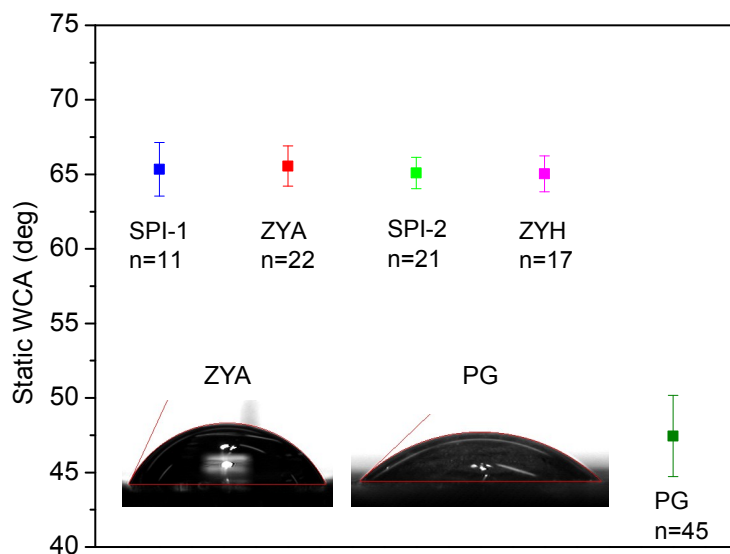 75
70
65
60
55
50
45
40
Static WCA (deg)
SPI-1
n=11
ZYA
n=22
SPI-2
n=21
ZYH
n=17
ZYA
PG
PG
n=45